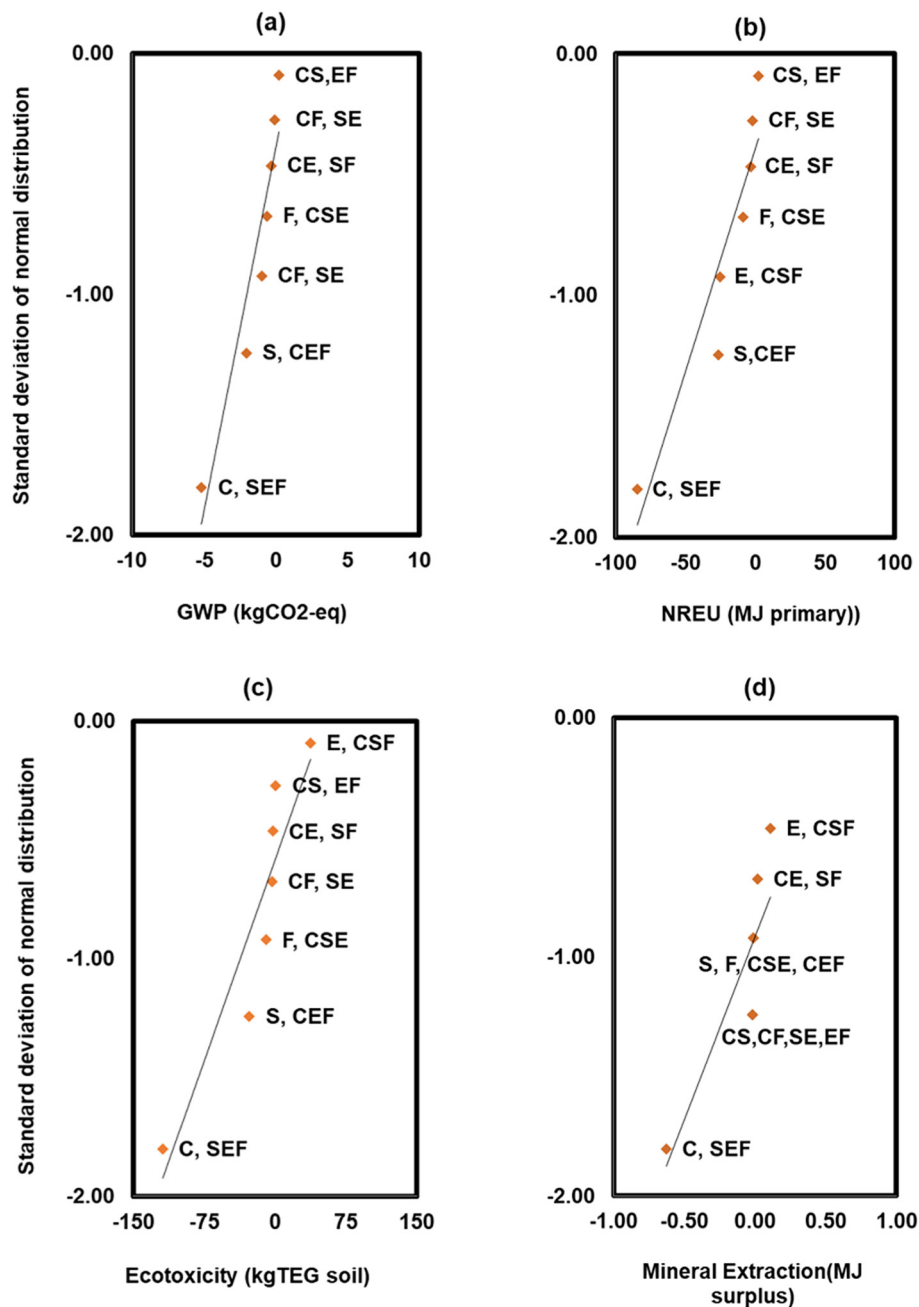 (a)
0.00
-1.00
-2.00
CS,EF
CF, SE
CE, SF
F, CSE
CF, SE
S, CEF
C, SEF
-10 -5 0 5 10
GWP (kgCO2-eq)
Standard deviation of normal distribution
(b)
0.00
-1.00
-2.00
CS, EF
CF, SE
CE, SF
F, CSE
E, CSF
S,CEF
C, SEF
-100 -50 0 50 100
NREU (MJ primary))
(c)
0.00
-1.00
-2.00
E, CSF
CS, EF
CE, SF
CF, SE
F, CSE
S, CEF
C, SEF
-150 -75 0 75 150
Ecotoxicity (kgTEG soil)
Standard deviation of normal distribution
(d)
0.00
-1.00
-2.00
E, CSF
CE, SF
S, F, CSE, CEF
CS,CF,SE,EF
C, SEF
-1.00 -0.50 0.00 0.50 1.00
Mineral Extraction(MJ
surplus)